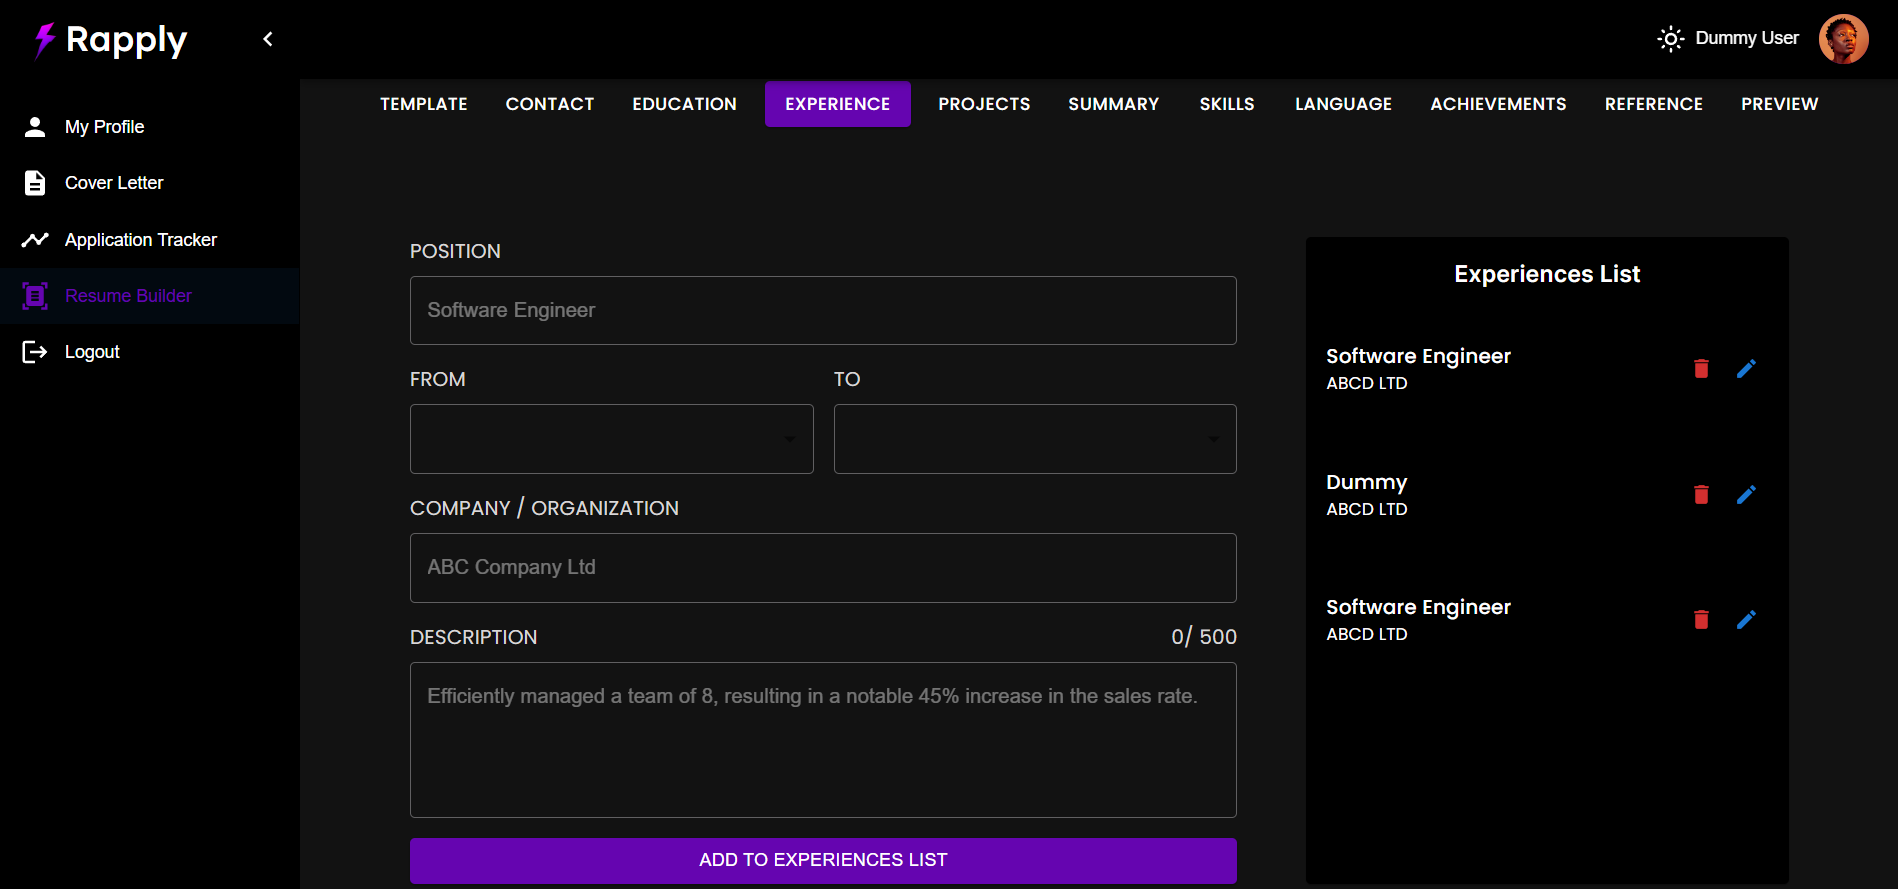 Rapply
Dummy User
My Profile
Cover Letter
Application Tracker
Resume Builder
Logout
TEMPLATE CONTACT EDUCATION EXPERIENCE PROJECTS SUMMARY SKILLS LANGUAGE ACHIEVEMENTS REFERENCE PREVIEW
POSITION
Software Engineer
FROM TO
COMPANY / ORGANIZATION
ABC Company Ltd
DESCRIPTION 0/ 500
Efficiently managed a team of 8, resulting in a notable 45% increase in the sales rate.
ADD TO EXPERIENCES LIST
Experiences List
Software Engineer
ABCD LTD
Dummy
ABCD LTD
Software Engineer
ABCD LTD